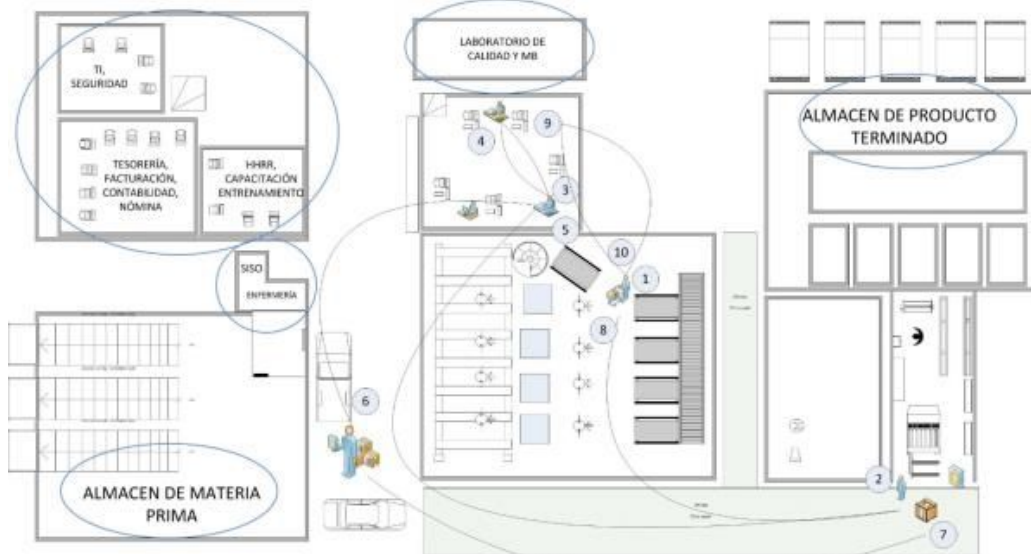 TI,
SEGURIDAD
TESORERÍA,
FACTURACIÓN,
CONTABILIDAD,
NÓMINA
HHRR,
CAPACITACIÓN
ENTRENAMIENTO
LABORATORIO DE
CALIDAD Y MB
4
9
3
5
10
1
8
ALMACEN DE PRODUCTO
TERMINADO
SISO
ENFERMERÍA
6
ALMACEN DE MATERIA
PRIMA
2
7